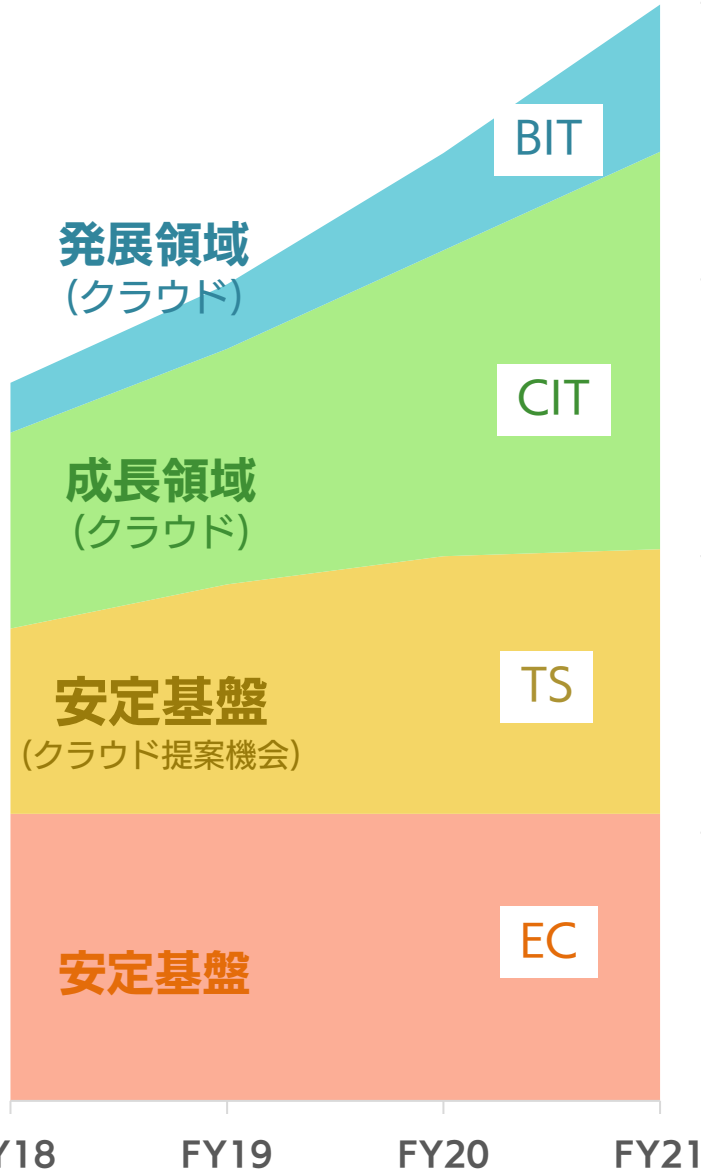 BIT
発展領域
(クラウド)
CIT
成長領域
(クラウド)
TS
安定基盤
(クラウド提案機会)
EC
安定基盤
Y18 FY19 FY20 FY21